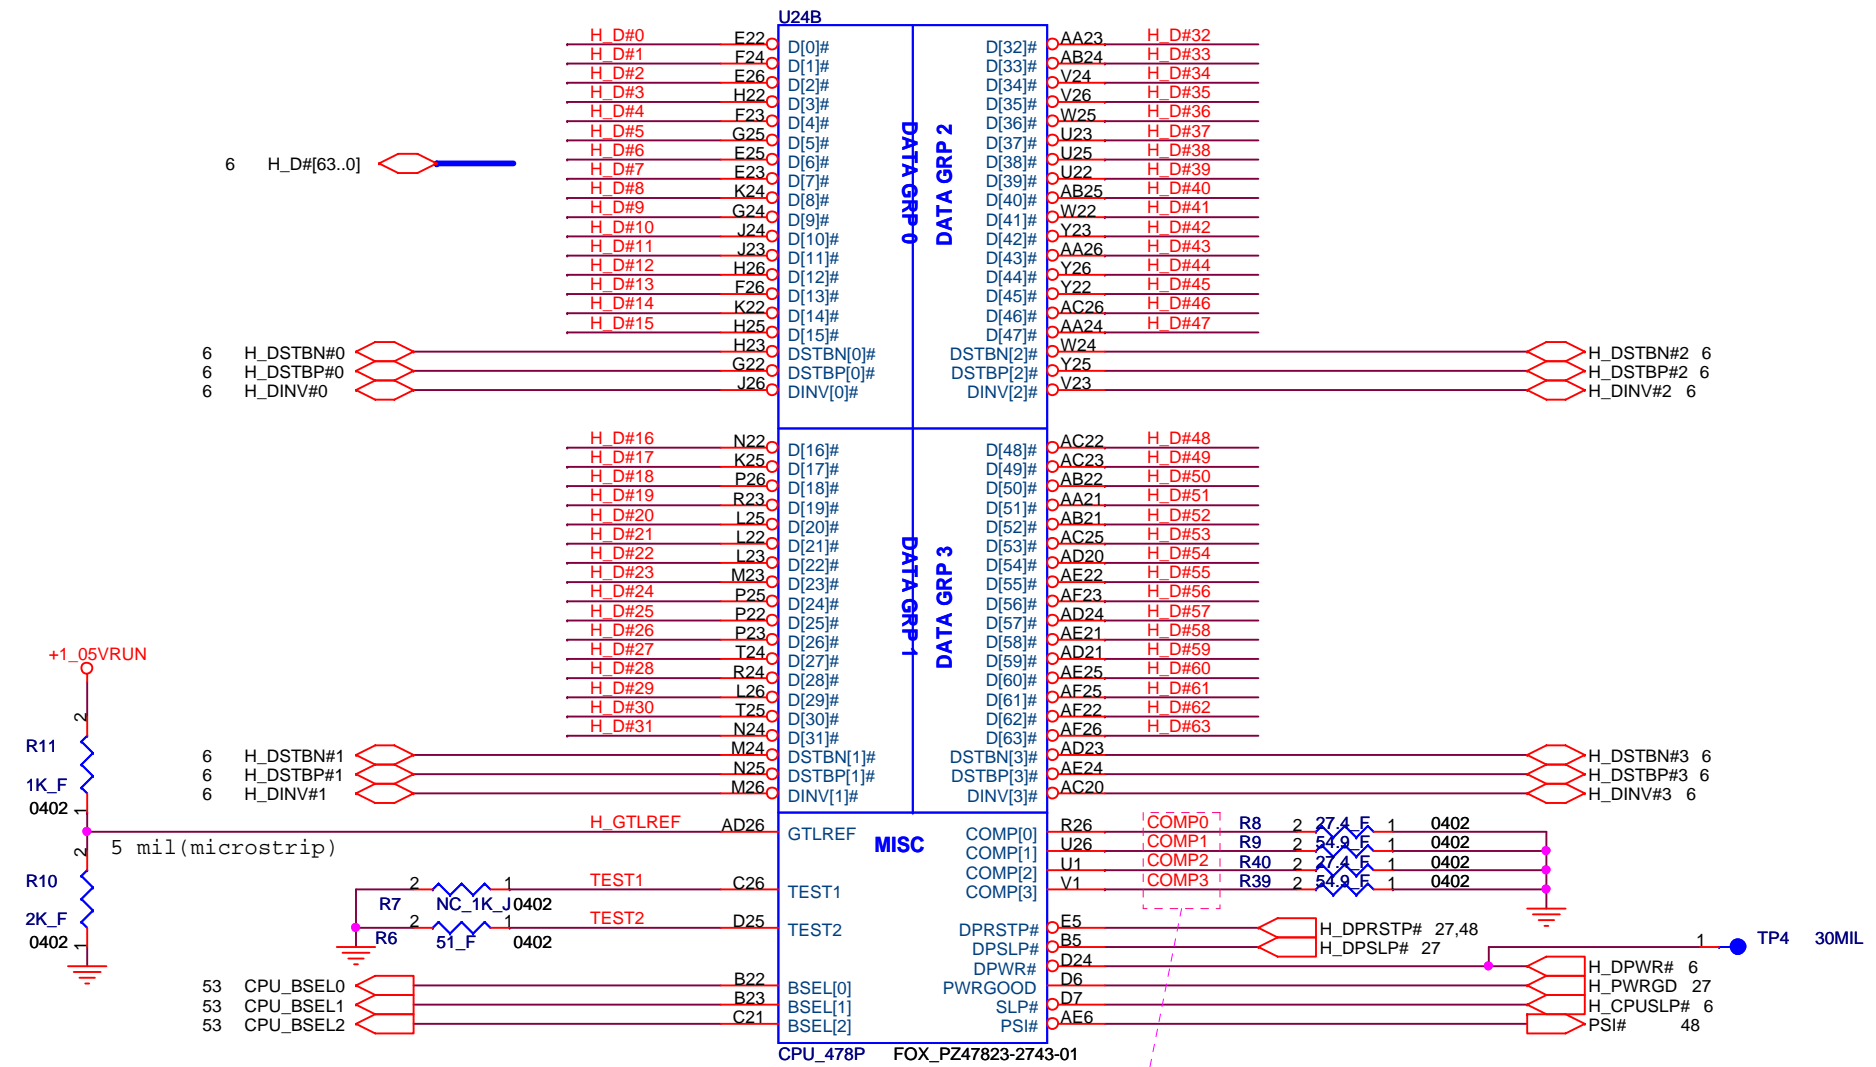 U24B
H_D#0 E22 D[0]# D[32]# AA23 H_D#32
H_D#1 F24 D[1]# D[33]# AB24 H_D#33
H_D#2 E26 D[2]# D[34]# V24 H_D#34
H_D#3 H22 D[3]# D[35]# V26 H_D#35
H_D#4 F23 D[4]# D[36]# W25 H_D#36
H_D#5 G25 D[5]# D[37]# U23 H_D#37
H_D#6 E25 D[6]# D[38]# U25 H_D#38
6 H_D#[63..0]
H_D#7 E23 D[7]# D[39]# U22 H_D#39
H_D#8 K24 D[8]# D[40]# AB25 H_D#40
H_D#9 G24 D[9]# D[41]# W22 H_D#41
H_D#10 J24 D[10]# D[42]# Y23 H_D#42
H_D#11 J23 D[11]# D[43]# AA26 H_D#43
H_D#12 H26 D[12]# D[44]# Y26 H_D#44
H_D#13 F26 D[13]# D[45]# Y22 H_D#45
H_D#14 K22 D[14]# D[46]# AC26 H_D#46
H_D#15 H25 D[15]# D[47]# AA24 H_D#47
DATA GRP 0
DATA GRP 2
6 H_DSTBN#0 H23 DSTBN[0]# DSTBN[2]# W24 H_DSTBN#2 6
6 H_DSTBP#0 G22 DSTBP[0]# DSTBP[2]# Y25 H_DSTBP#2 6
6 H_DINV#0 J26 DINV[0]# DINV[2]# V23 H_DINV#2 6
H_D#16 N22 D[16]# D[48]# AC22 H_D#48
H_D#17 K25 D[17]# D[49]# AC23 H_D#49
H_D#18 P26 D[18]# D[50]# AB22 H_D#50
H_D#19 R23 D[19]# D[51]# AA21 H_D#51
H_D#20 L25 D[20]# D[52]# AB21 H_D#52
H_D#21 L22 D[21]# D[53]# AC25 H_D#53
H_D#22 L23 D[22]# D[54]# AD20 H_D#54
H_D#23 M23 D[23]# D[55]# AE22 H_D#55
H_D#24 P25 D[24]# D[56]# AF23 H_D#56
H_D#25 P22 D[25]# D[57]# AD24 H_D#57
H_D#26 P23 D[26]# D[58]# AE21 H_D#58
H_D#27 T24 D[27]# D[59]# AD21 H_D#59
H_D#28 R24 D[28]# D[60]# AE25 H_D#60
H_D#29 L26 D[29]# D[61]# AF25 H_D#61
H_D#30 T25 D[30]# D[62]# AF22 H_D#62
H_D#31 N24 D[31]# D[63]# AF26 H_D#63
DATA GRP 1
DATA GRP 3
6 H_DSTBN#1 M24 DSTBN[1]# DSTBN[3]# AD23 H_DSTBN#3 6
6 H_DSTBP#1 N25 DSTBP[1]# DSTBP[3]# AE24 H_DSTBP#3 6
6 H_DINV#1 M26 DINV[1]# DINV[3]# AC20 H_DINV#3 6
+1_05VRUN
2
R11
1K_F
0402 1
H_GTLREF AD26 GTLREF
MISC
COMP[0] R26 COMP0 R8 2 27.4_F 1 0402
COMP[1] U26 COMP1 R9 2 54.9_F 1 0402
COMP[2] U1 COMP2 R40 2 27.4_F 1 0402
COMP[3] V1 COMP3 R39 2 54.9_F 1 0402
5 mil(microstrip)
2
R10
2K_F
0402 1
2 1 TEST1 C26 TEST1
R7 NC_1K_J 0402
2 1 TEST2 D25 TEST2
R6 51_F 0402
DPRSTP# E5 H_DPRSTP# 27,48
DPSLP# B5 H_DPSLP# 27
1 TP4 30MIL
DPWR# D24 H_DPWR# 6
53 CPU_BSEL0 B22 BSEL[0] PWRGOOD D6 H_PWRGD 27
53 CPU_BSEL1 B23 BSEL[1] SLP# D7 H_CPUSLP# 6
53 CPU_BSEL2 C21 BSEL[2] PSI# AE6 PSI# 48
CPU_478P FOX_PZ47823-2743-01